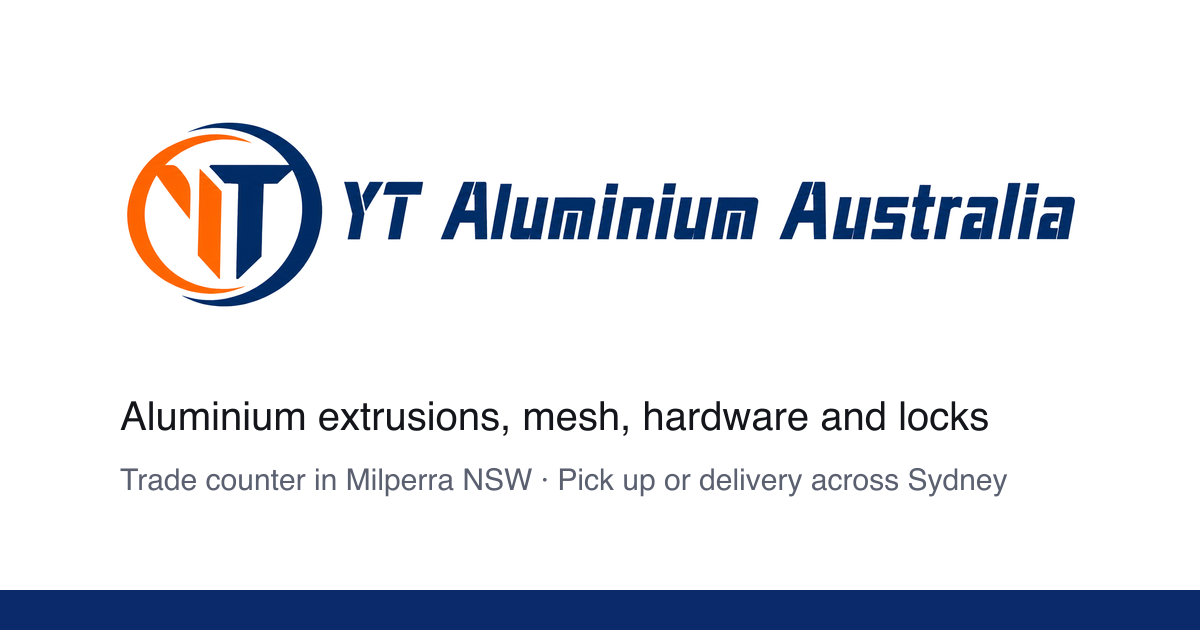 YT YT Aluminium Australia
Aluminium extrusions, mesh, hardware and locks
Trade counter in Milperra NSW · Pick up or delivery across Sydney